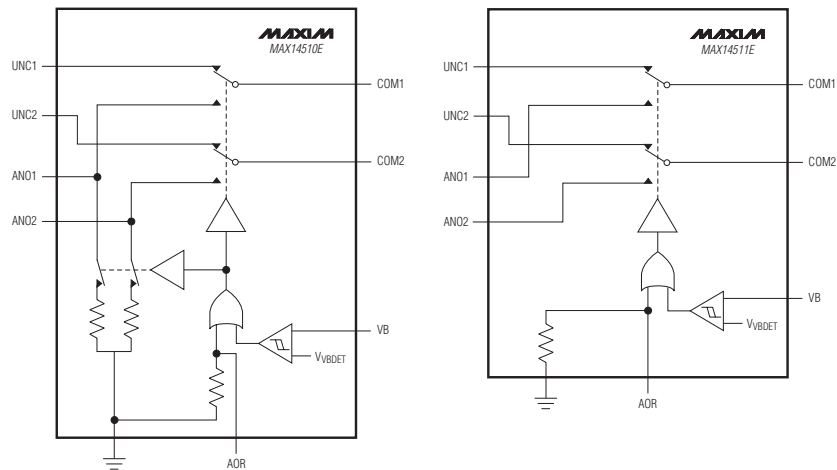 MAXIM
MAX14510E
UNC1
COM1
UNC2
COM2
ANO1
ANO2
VB
VVBDET
AOR
MAXIM
MAX14511E
UNC1
COM1
UNC2
COM2
ANO1
ANO2
VB
VVBDET
AOR